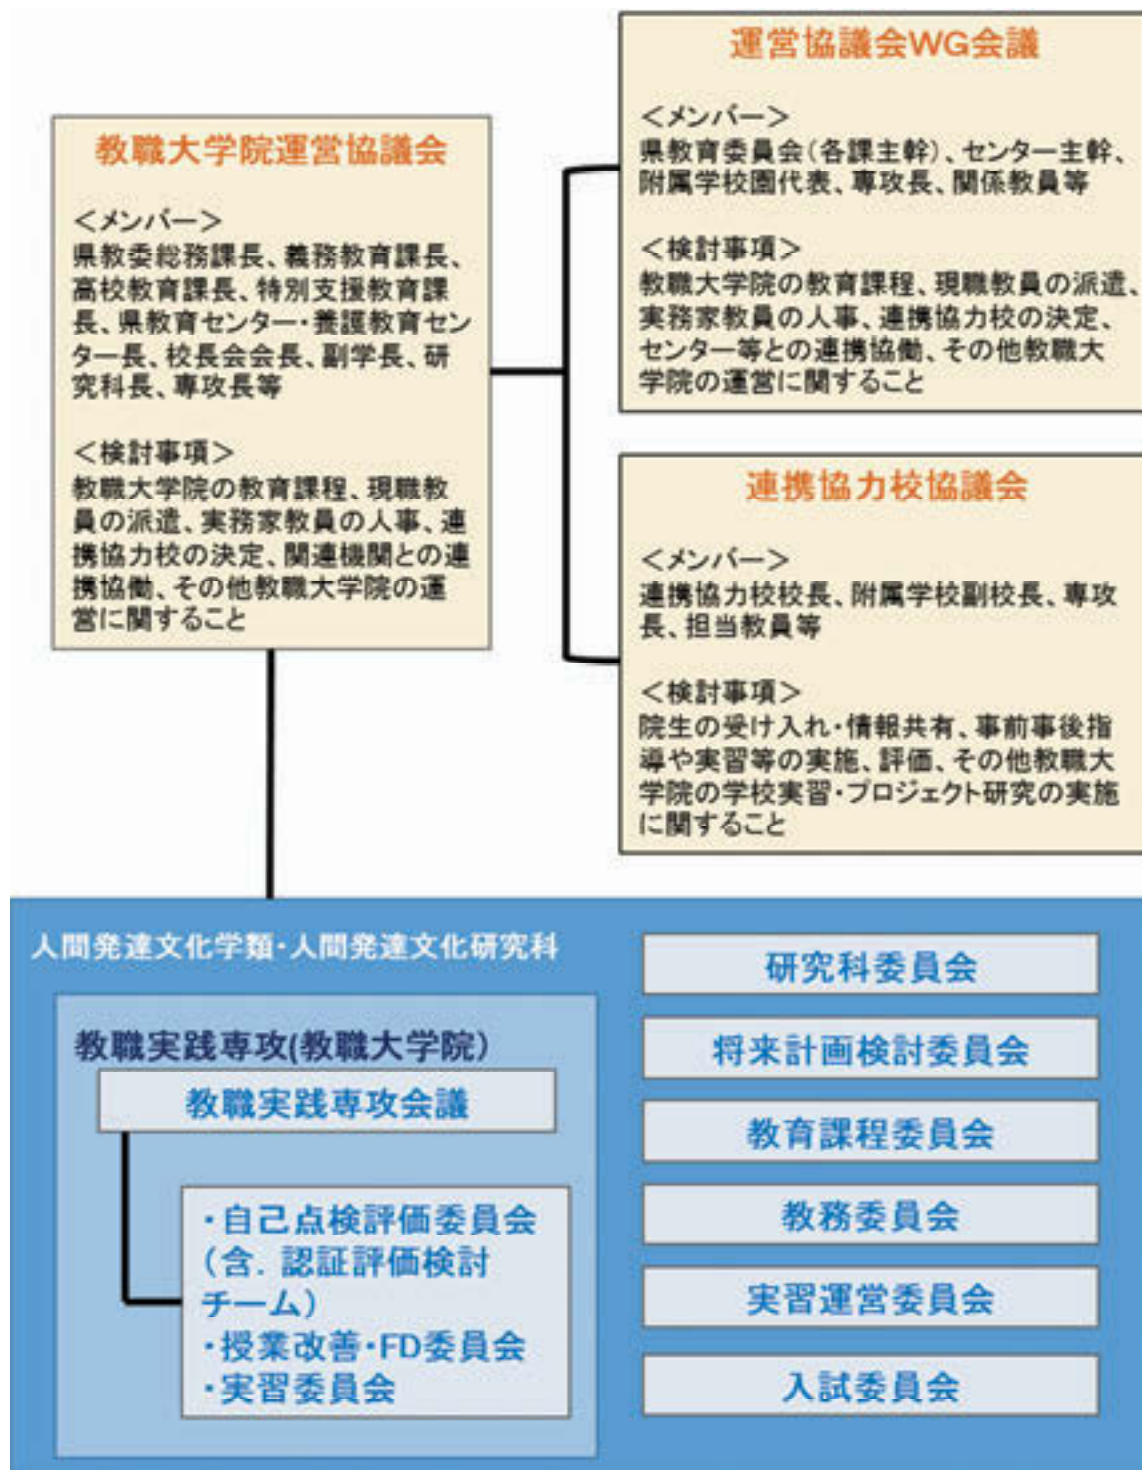 教職大学院運営協議会
＜メンバー＞
県教委総務課長、義務教育課長、
高校教育課長、特別支援教育課
長、県教育センター・養護教育セン
ター長、校長会会長、副学長、研
究科長、専攻長等
＜検討事項＞
教職大学院の教育課程、現職教
員の派遣、実務家教員の人事、連
携協力校の決定、関連機関との連
携協働、その他教職大学院の運
営に関すること
運営協議会WG会議
＜メンバー＞
県教育委員会（各課主幹）、センター主幹、
附属学校園代表、専攻長、関係教員等
＜検討事項＞
教職大学院の教育課程、現職教員の派遣、
実務家教員の人事、連携協力校の決定、
センター等との連携協働、その他教職大
学院の運営に関すること
連携協力校協議会
＜メンバー＞
連携協力校校長、附属学校副校長、専攻
長、担当教員等
＜検討事項＞
院生の受け入れ・情報共有、事前事後指
導や実習等の実施、評価、その他教職大
学院の学校実習・プロジェクト研究の実施
に関すること
人間発達文化学類・人間発達文化研究科
教職実践専攻(教職大学院）
教職実践専攻会議
・自己点検評価委員会
（含．認証評価検討
チーム）
・授業改善・FD委員会
・実習委員会
研究科委員会
将来計画検討委員会
教育課程委員会
教務委員会
実習運営委員会
入試委員会